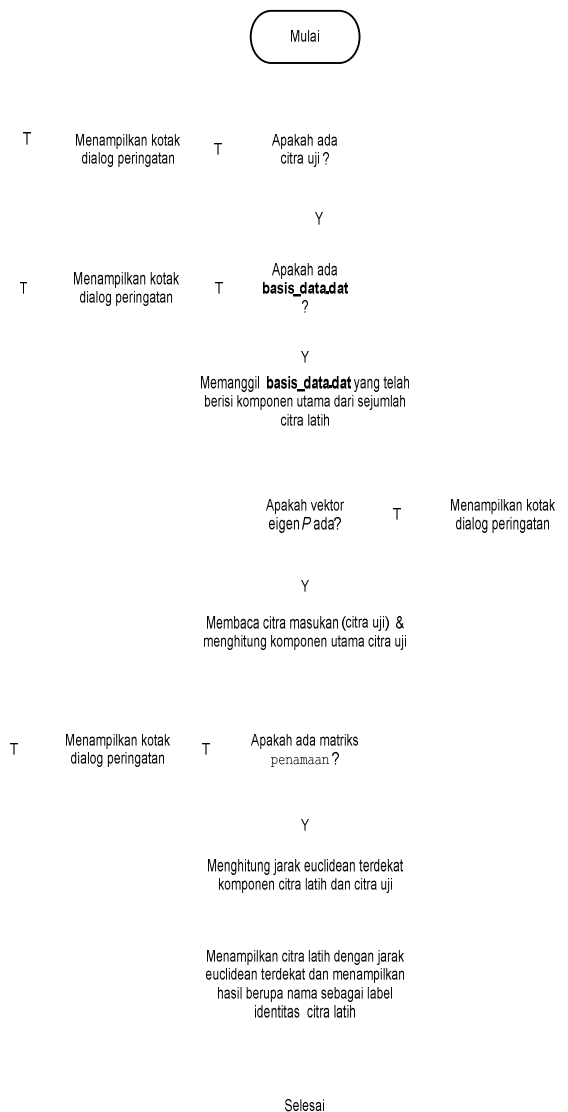 Mulai
T
Menampilkan kotak
dialog peringatan
T
Apakah ada
citra uji ?
Y
T
Menampilkan kotak
dialog peringatan
T
Apakah ada
basis_data.dat
?
Y
Memanggil basis_data.dat yang telah
berisi komponen utama dari sejumlah
citra latih
Apakah vektor
eigen P ada?
T
Menampilkan kotak
dialog peringatan
Y
Membaca citra masukan (citra uji) &
menghitung komponen utama citra uji
T
Menampilkan kotak
dialog peringatan
T
Apakah ada matriks
penamaan ?
Y
Menghitung jarak euclidean terdekat
komponen citra latih dan citra uji
Menampilkan citra latih dengan jarak
euclidean terdekat dan menampilkan
hasil berupa nama sebagai label
identitas citra latih
Selesai